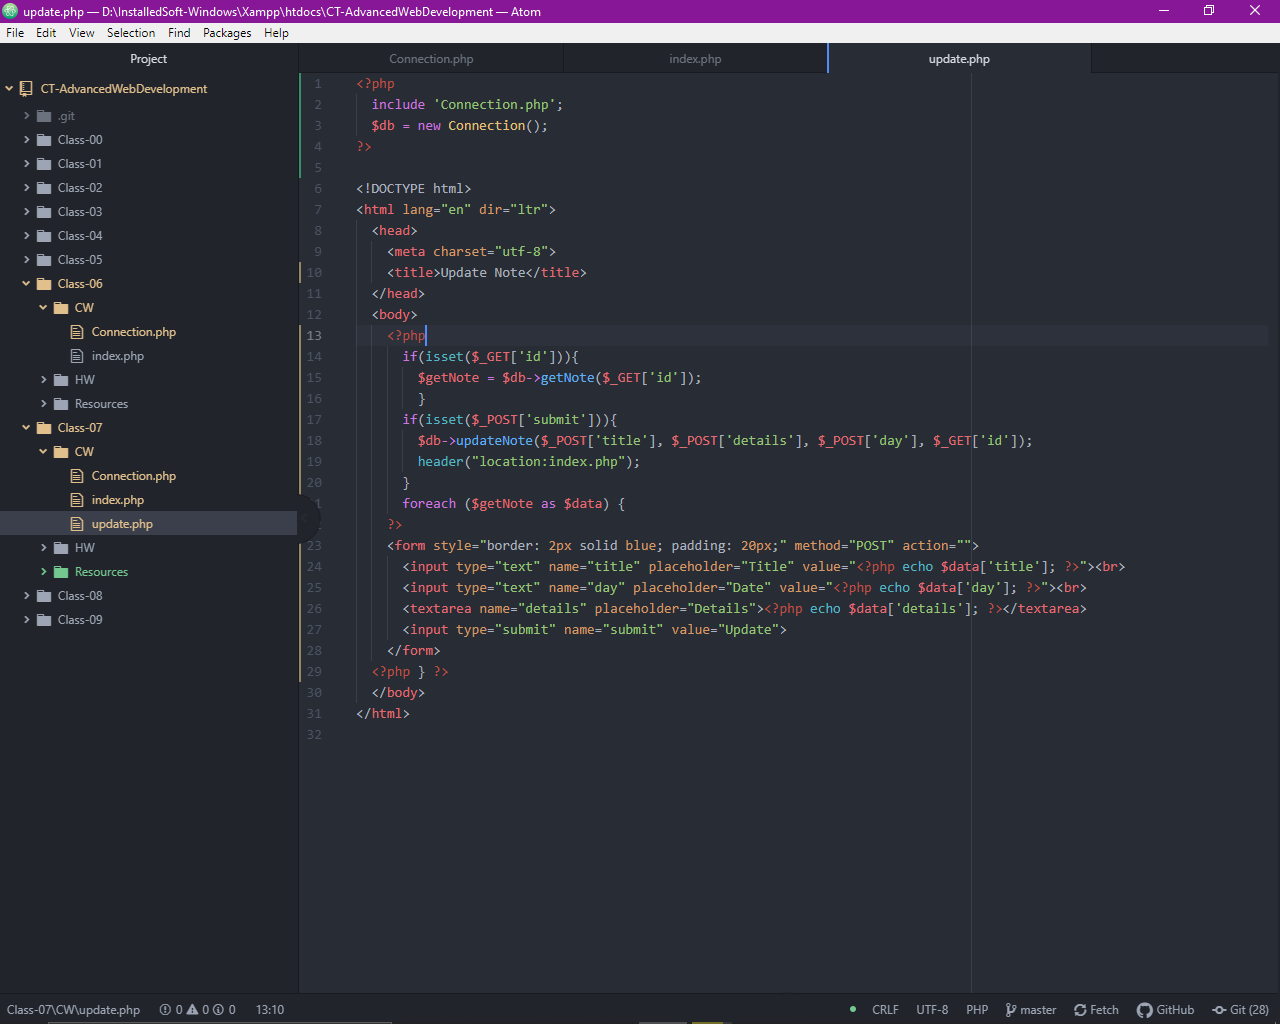 update.php — D:\InstalledSoft-Windows\Xampp\htdocs\CT-AdvancedWebDevelopment — Atom
File Edit View Selection Find Packages Help
Project
CT-AdvancedWebDevelopment
.git
Class-00
Class-01
Class-02
Class-03
Class-04
Class-05
Class-06
CW
Connection.php
index.php
HW
Resources
Class-07
CW
Connection.php
index.php
update.php
HW
Resources
Class-08
Class-09
Connection.php index.php update.php
1 <?php
2 include 'Connection.php';
3 $db = new Connection();
4 ?>
5
6 <!DOCTYPE html>
7 <html lang="en" dir="ltr">
8 <head>
9 <meta charset="utf-8">
10 <title>Update Note</title>
11 </head>
12 <body>
13 <?php
14 if(isset($_GET['id'])){
15 $getNote = $db->getNote($_GET['id']);
16 }
17 if(isset($_POST['submit'])){
18 $db->updateNote($_POST['title'], $_POST['details'], $_POST['day'], $_GET['id']);
19 header("location:index.php");
20 }
1 foreach ($getNote as $data) {
?>
23 <form style="border: 2px solid blue; padding: 20px;" method="POST" action="">
24 <input type="text" name="title" placeholder="Title" value="<?php echo $data['title']; ?>"><br>
25 <input type="text" name="day" placeholder="Date" value="<?php echo $data['day']; ?>"><br>
26 <textarea name="details" placeholder="Details"><?php echo $data['details']; ?></textarea>
27 <input type="submit" name="submit" value="Update">
28 </form>
29 <?php } ?>
30 </body>
31 </html>
32
Class-07\CW\update.php 0 0 0 13:10 CRLF UTF-8 PHP master Fetch GitHub Git (28)